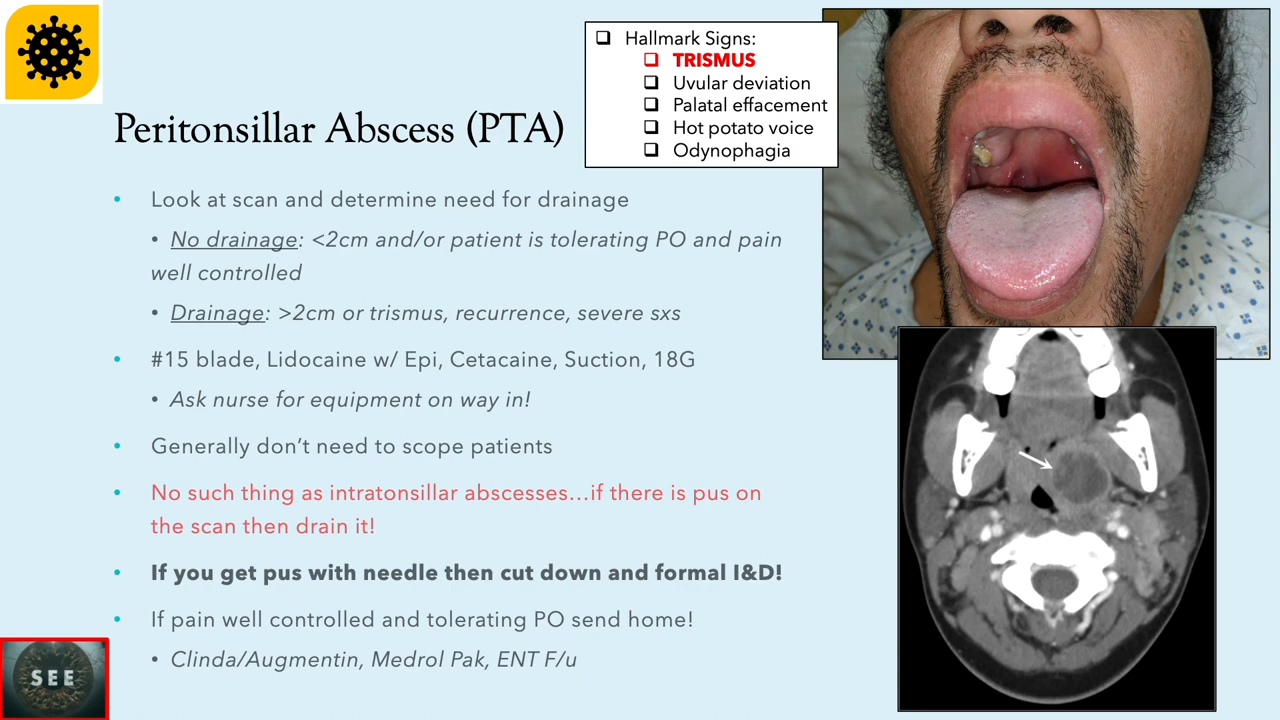 ❑ Hallmark Signs:
❑ TRISMUS
❑ Uvular deviation
❑ Palatal effacement
❑ Hot potato voice
❑ Odynophagia
Peritonsillar Abscess (PTA)
• Look at scan and determine need for drainage
• No drainage: <2cm and/or patient is tolerating PO and pain
well controlled
• Drainage: >2cm or trismus, recurrence, severe sxs
• #15 blade, Lidocaine w/ Epi, Cetacaine, Suction, 18G
• Ask nurse for equipment on way in!
• Generally don’t need to scope patients
• No such thing as intratonsillar abscesses…if there is pus on
the scan then drain it!
• If you get pus with needle then cut down and formal I&D!
• If pain well controlled and tolerating PO send home!
• Clinda/Augmentin, Medrol Pak, ENT F/u
SEE